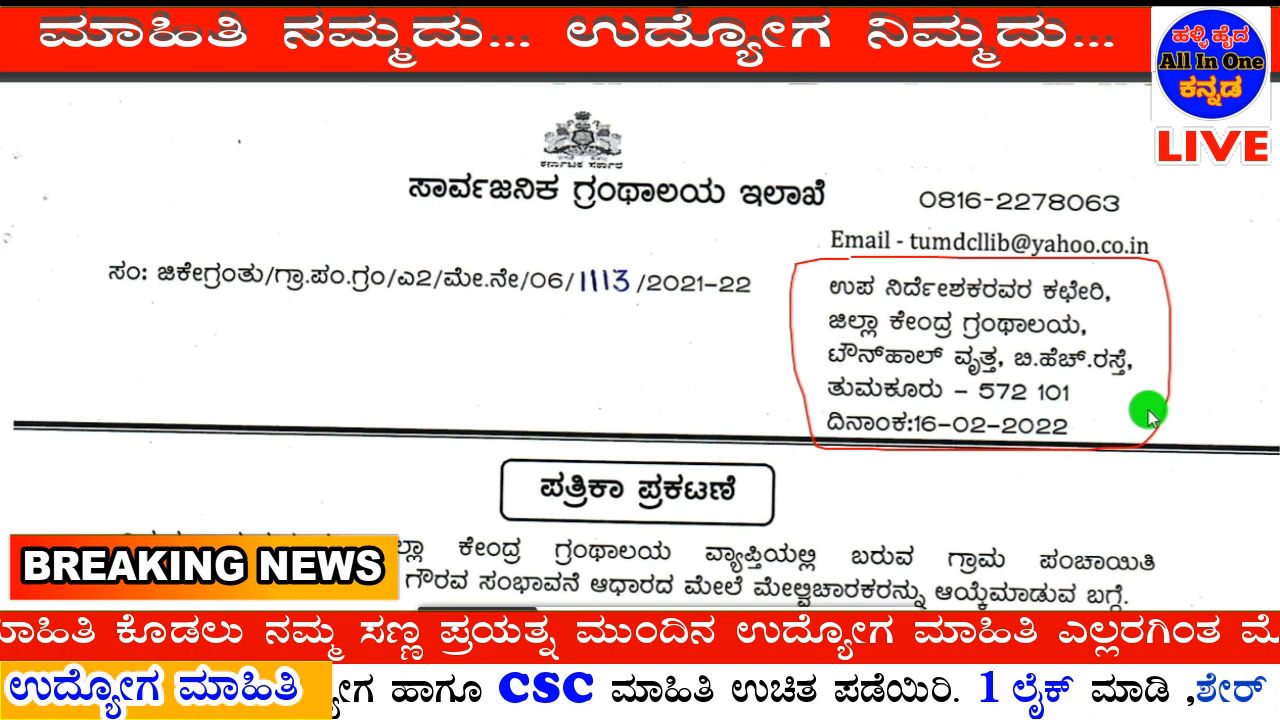 ಮಾಹಿತಿ ನಮ್ಮದು... ಉದ್ಯೋಗ ನಿಮ್ಮದು...
ಹಳ್ಳಿ ಹೈದ
All In One
ಕನ್ನಡ
LIVE
ಕರ್ನಾಟಕ ಸರ್ಕಾರ
ಸಾರ್ವಜನಿಕ ಗ್ರಂಥಾಲಯ ಇಲಾಖೆ
0816-2278063
Email - tumdcllib@yahoo.co.in
ಸಂ: ಜಿಕೇಗ್ರಂತು/ಗ್ರಾ.ಪಂ.ಗ್ರಂ/ಎ2/ಮೇ.ನೇ/06/1113/2021-22
ಉಪ ನಿರ್ದೇಶಕರವರ ಕಛೇರಿ,
ಜಿಲ್ಲಾ ಕೇಂದ್ರ ಗ್ರಂಥಾಲಯ,
ಟೌನ್‌ಹಾಲ್ ವೃತ್ತ, ಬಿ.ಹೆಚ್.ರಸ್ತೆ,
ತುಮಕೂರು – 572 101
ದಿನಾಂಕ:16-02-2022
ಪತ್ರಿಕಾ ಪ್ರಕಟಣೆ
ಕೇಂದ್ರ ಗ್ರಂಥಾಲಯ ವ್ಯಾಪ್ತಿಯಲ್ಲಿ ಬರುವ ಗ್ರಾಮ ಪಂಚಾಯಿತಿ
ಗೌರವ ಸಂಭಾವನೆ ಆಧಾರದ ಮೇಲೆ ಮೇಲ್ವಿಚಾರಕರನ್ನು ಆಯ್ಕೆಮಾಡುವ ಬಗ್ಗೆ.
BREAKING NEWS
ಮಾಹಿತಿ ಕೊಡಲು ನಮ್ಮ ಸಣ್ಣ ಪ್ರಯತ್ನ ಮುಂದಿನ ಉದ್ಯೋಗ ಮಾಹಿತಿ ಎಲ್ಲರಗಿಂತ
ಉದ್ಯೋಗ ಮಾಹಿತಿ
ಹಾಗೂ CSC ಮಾಹಿತಿ ಉಚಿತ ಪಡೆಯಿರಿ. 1 ಲೈಕ್ ಮಾಡಿ ,ಶೇರ್